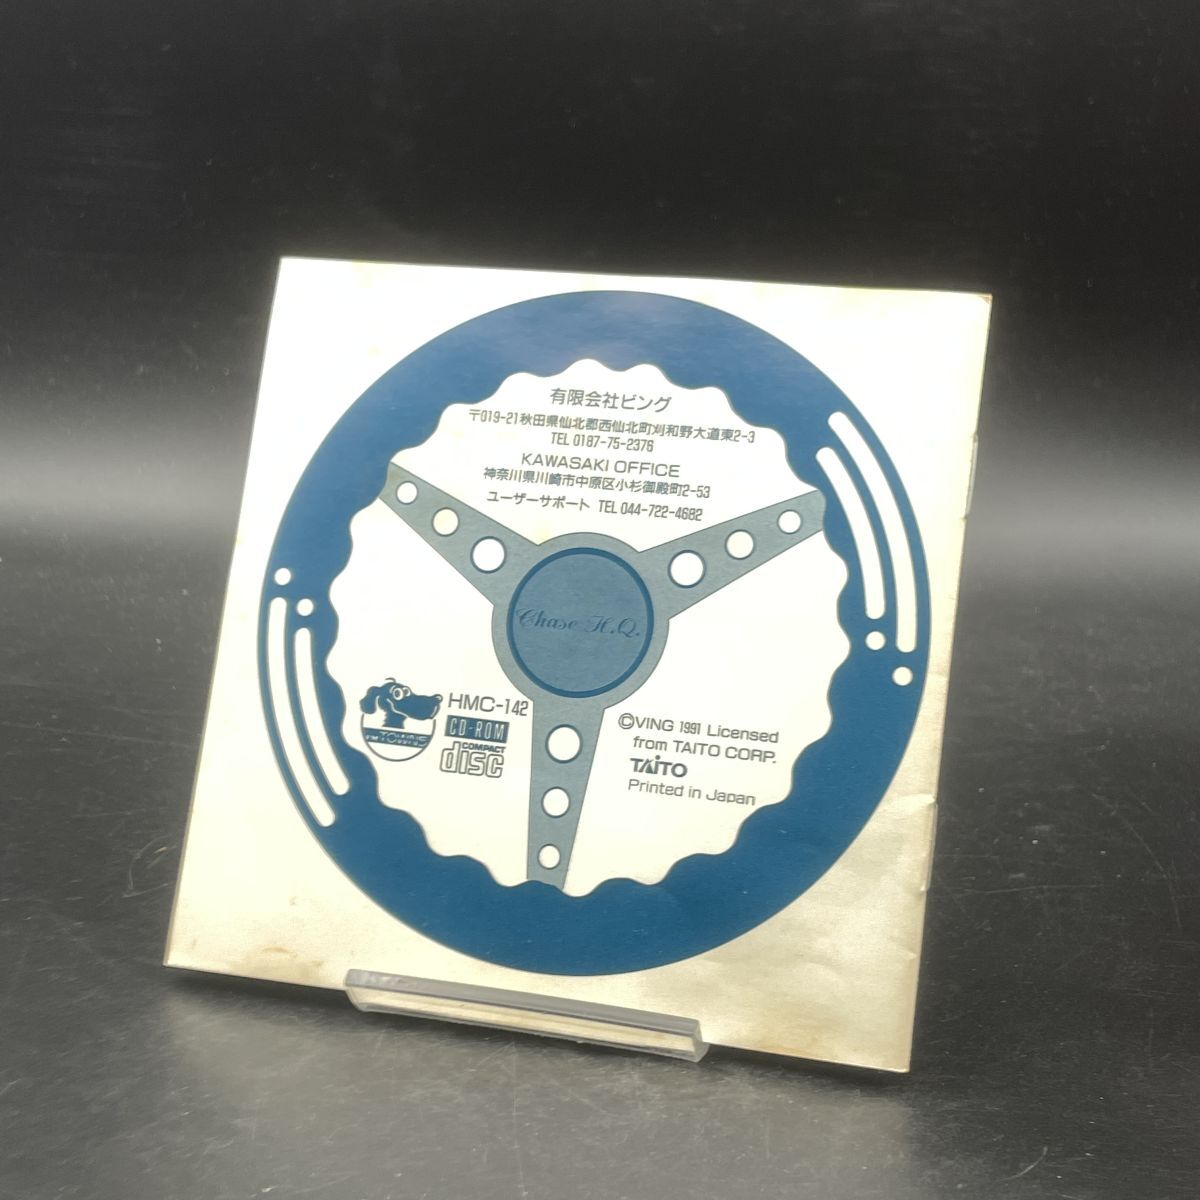 有限会社ビング
〒019-21秋田県仙北郡西仙北町刈和野大道東2-3
TEL 0187-75-2376
KAWASAKI OFFICE
神奈川県川崎市中原区小杉御殿町2-53
ユーザーサポート TEL 044-722-4682
Chase H.Q.
HMC-142
FM TOWNS
CD-ROM
COMPACT
disc
©VING 1991 Licensed
from TAITO CORP.
TAITO
Printed in Japan